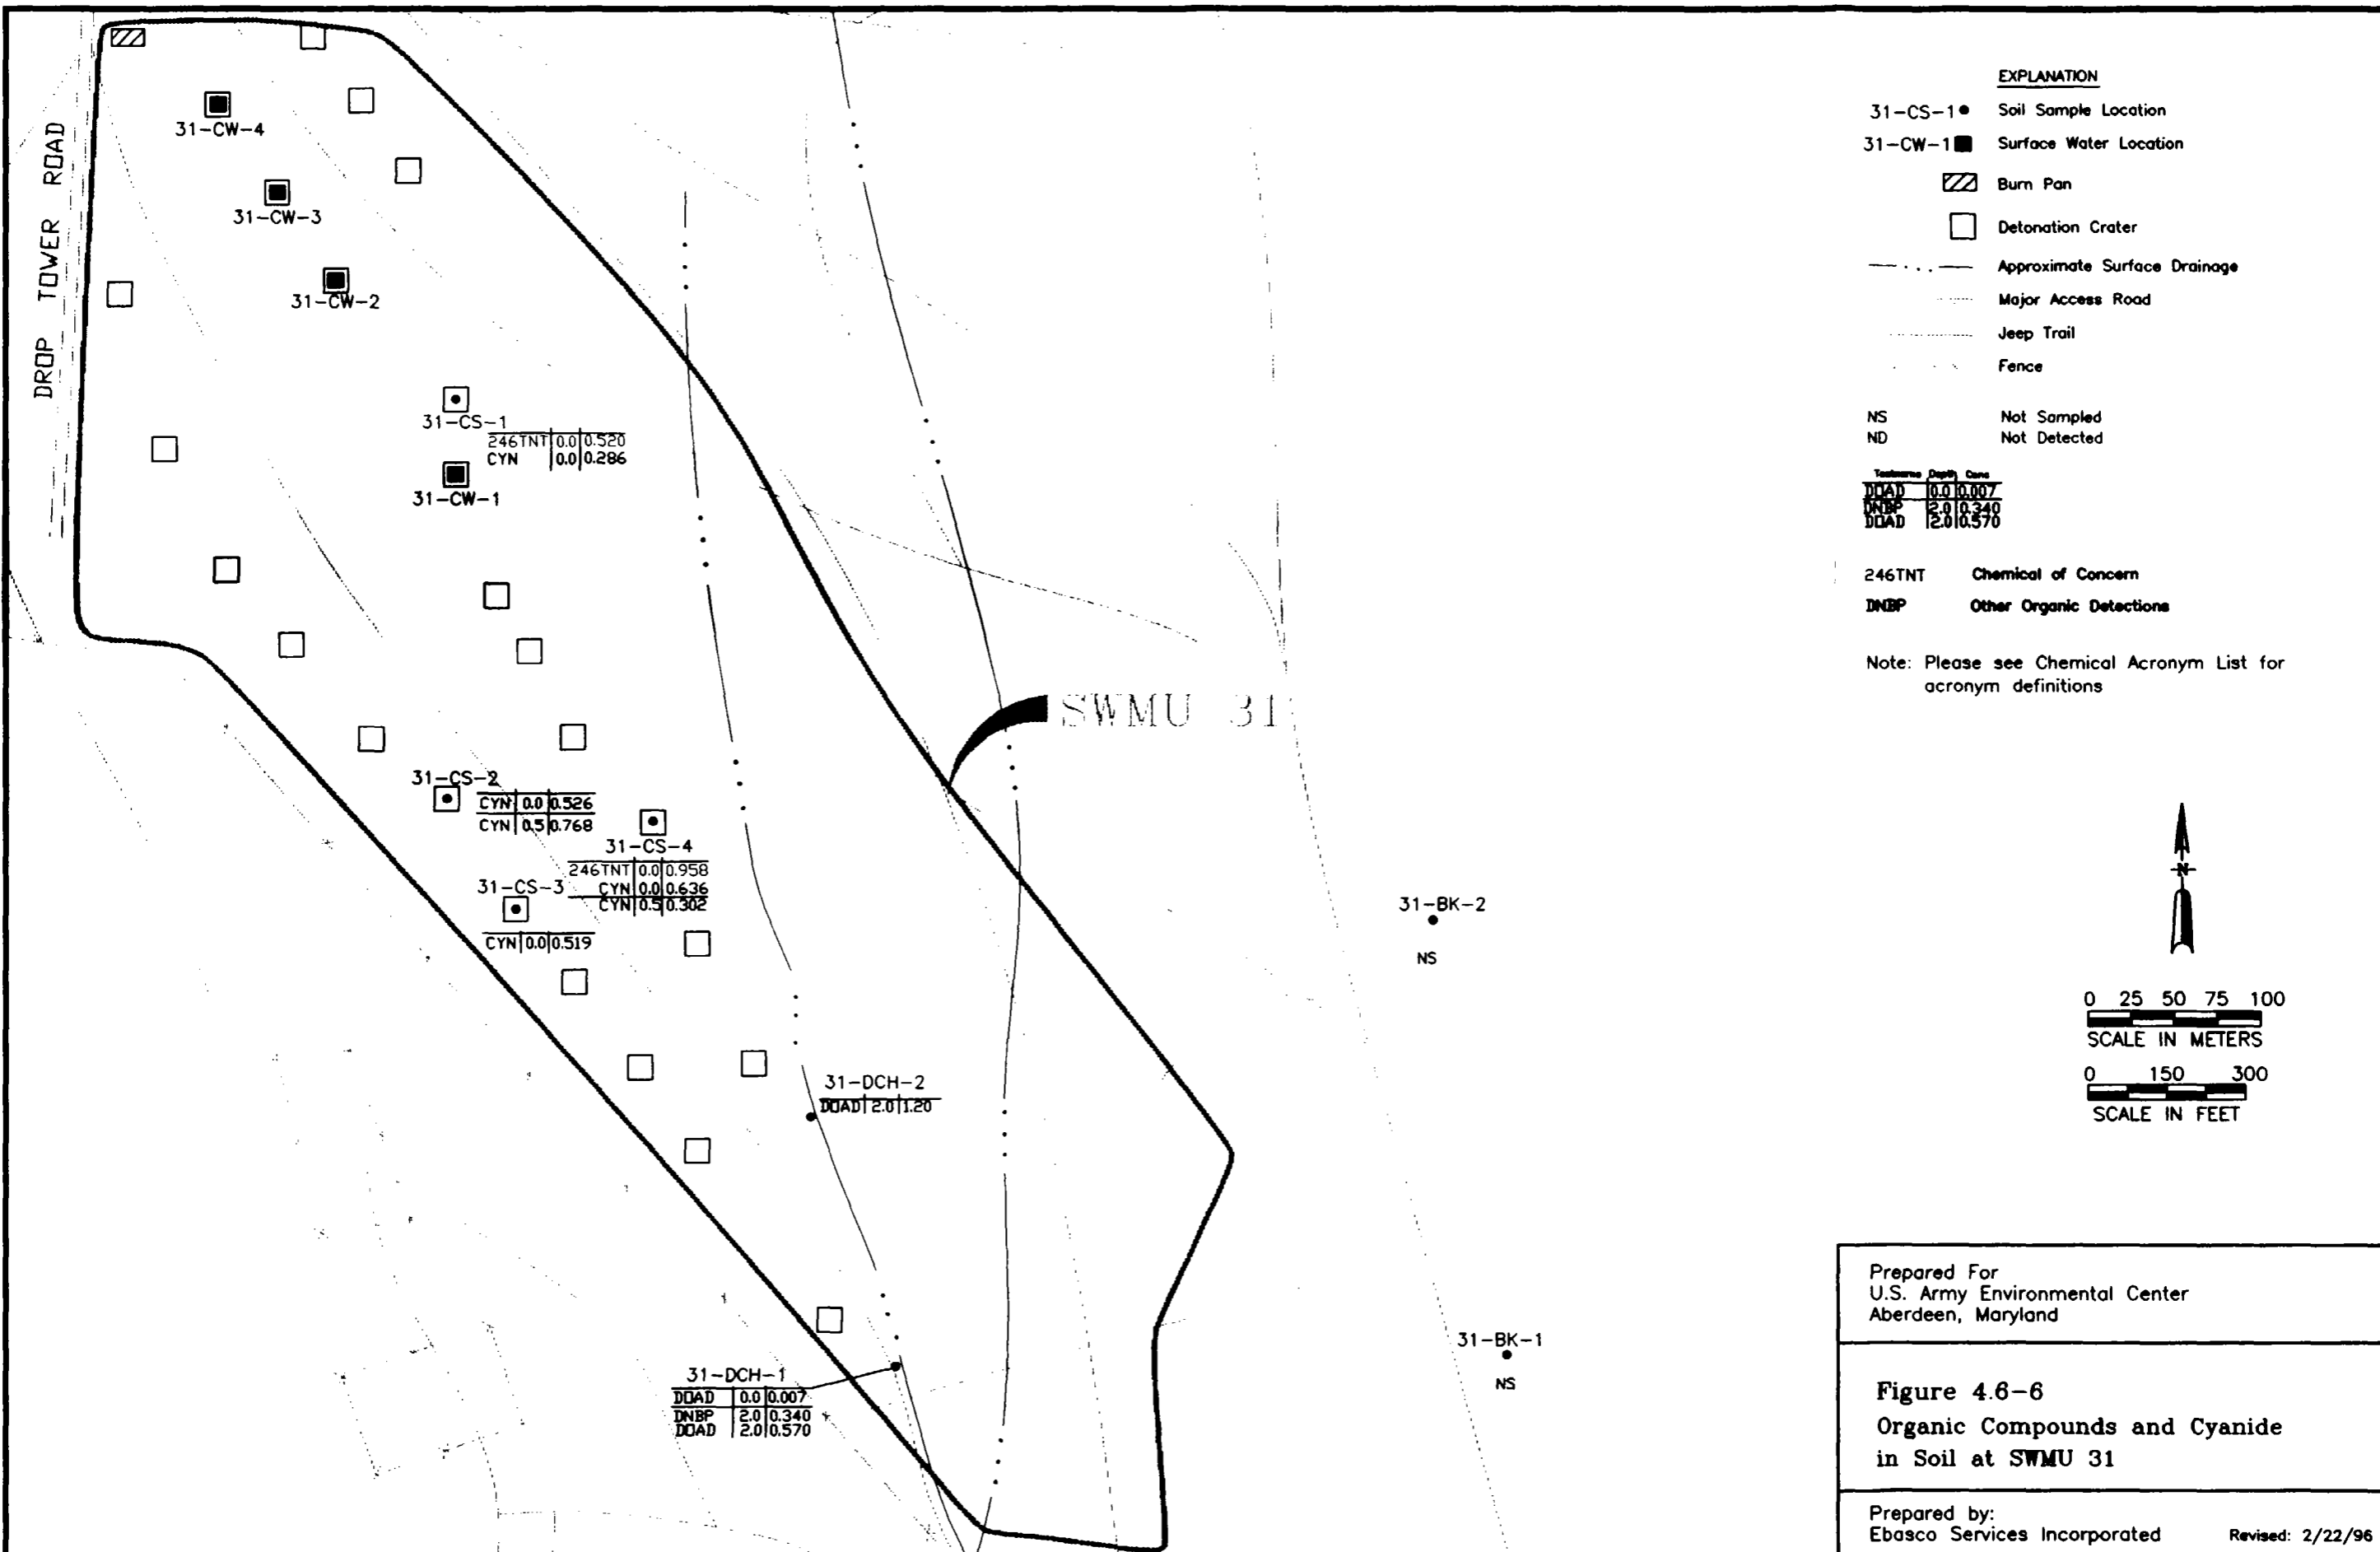 DROP TOWER ROAD
31-CW-4
31-CW-3
31-CW-2
31-CS-1
246TNT 0.0 0.520
CYN 0.0 0.286
31-CW-1
SWMU 31
31-CS-2
CYN 0.0 0.526
CYN 0.5 0.768
31-CS-4
246TNT 0.0 0.958
CYN 0.0 0.636
CYN 0.5 0.302
31-CS-3
CYN 0.0 0.519
31-BK-2
NS
31-DCH-2
DOAD 2.0 1.20
31-BK-1
NS
31-DCH-1
DOAD 0.0 0.007
DNBP 2.0 0.340
DOAD 2.0 0.570
EXPLANATION
31-CS-1 Soil Sample Location
31-CW-1 Surface Water Location
Burn Pan
Detonation Crater
Approximate Surface Drainage
Major Access Road
Jeep Trail
Fence
NS Not Sampled
ND Not Detected
Testname Depth Conc
DOAD 0.0 0.007
DNBP 2.0 0.340
DOAD 2.0 0.570
246TNT Chemical of Concern
DNBP Other Organic Detections
Note: Please see Chemical Acronym List for
acronym definitions
N
0 25 50 75 100
SCALE IN METERS
0 150 300
SCALE IN FEET
Prepared For
U.S. Army Environmental Center
Aberdeen, Maryland
Figure 4.6-6
Organic Compounds and Cyanide
in Soil at SWMU 31
Prepared by:
Ebasco Services Incorporated Revised: 2/22/96